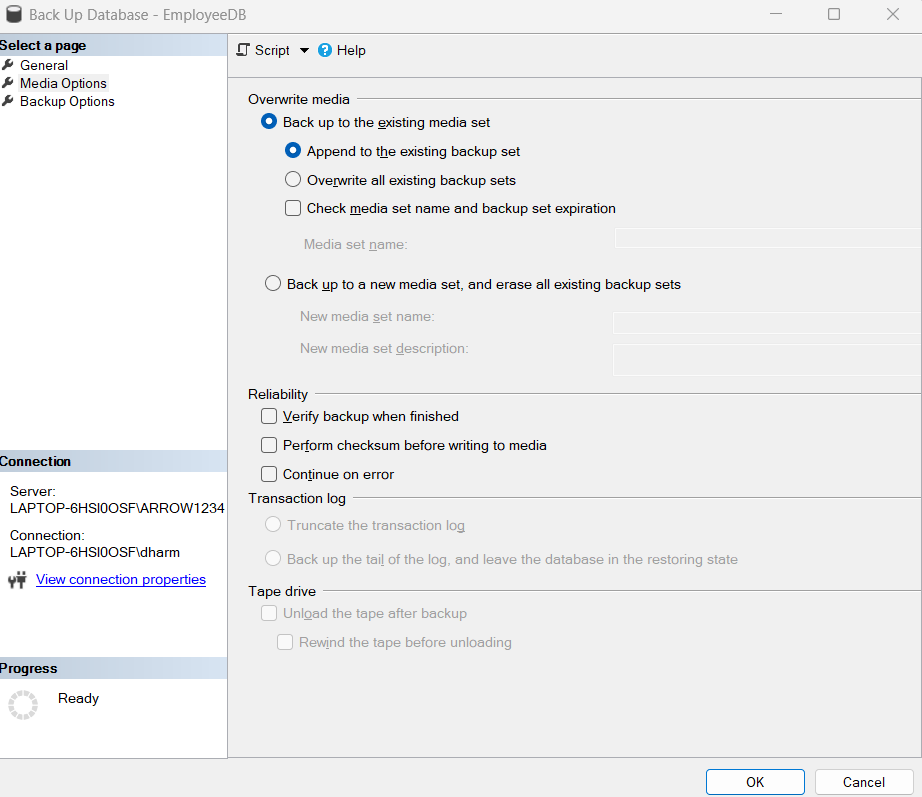 Back Up Database - EmployeeDB
Select a page
General
Media Options
Backup Options
Script
Help
Overwrite media
Back up to the existing media set
Append to the existing backup set
Overwrite all existing backup sets
Check media set name and backup set expiration
Media set name:
Back up to a new media set, and erase all existing backup sets
New media set name:
New media set description:
Reliability
Verify backup when finished
Perform checksum before writing to media
Continue on error
Transaction log
Truncate the transaction log
Back up the tail of the log, and leave the database in the restoring state
Tape drive
Unload the tape after backup
Rewind the tape before unloading
Connection
Server:
LAPTOP-6HSI0OSF\ARROW1234
Connection:
LAPTOP-6HSI0OSF\dharm
View connection properties
Progress
Ready
OK
Cancel